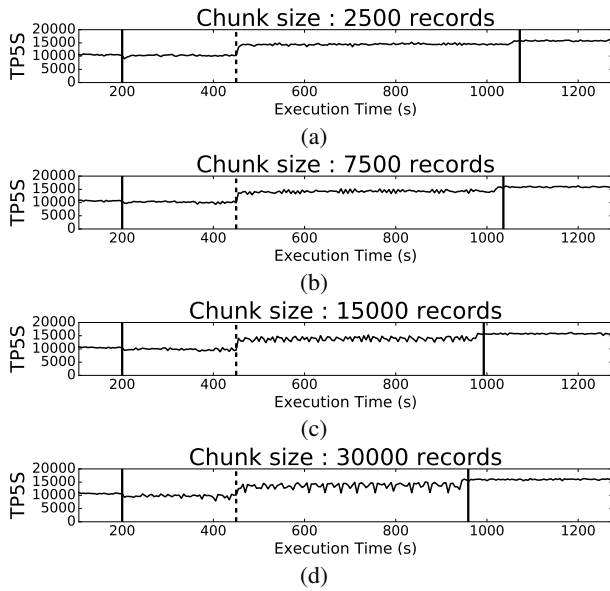 Chunk size : 2500 records
20000
15000
10000
5000
0
TP5S
200 400 600 800 1000 1200
Execution Time (s)
(a)
Chunk size : 7500 records
20000
15000
10000
5000
0
TP5S
200 400 600 800 1000 1200
Execution Time (s)
(b)
Chunk size : 15000 records
20000
15000
10000
5000
0
TP5S
200 400 600 800 1000 1200
Execution Time (s)
(c)
Chunk size : 30000 records
20000
15000
10000
5000
0
TP5S
200 400 600 800 1000 1200
Execution Time (s)
(d)